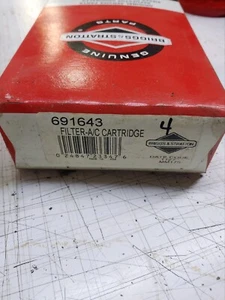 GENUINE
PARTS
BRIGGS & STRATTON
691643
FILTER-A/C CARTRIDGE
4
BRIGGS & STRATTON